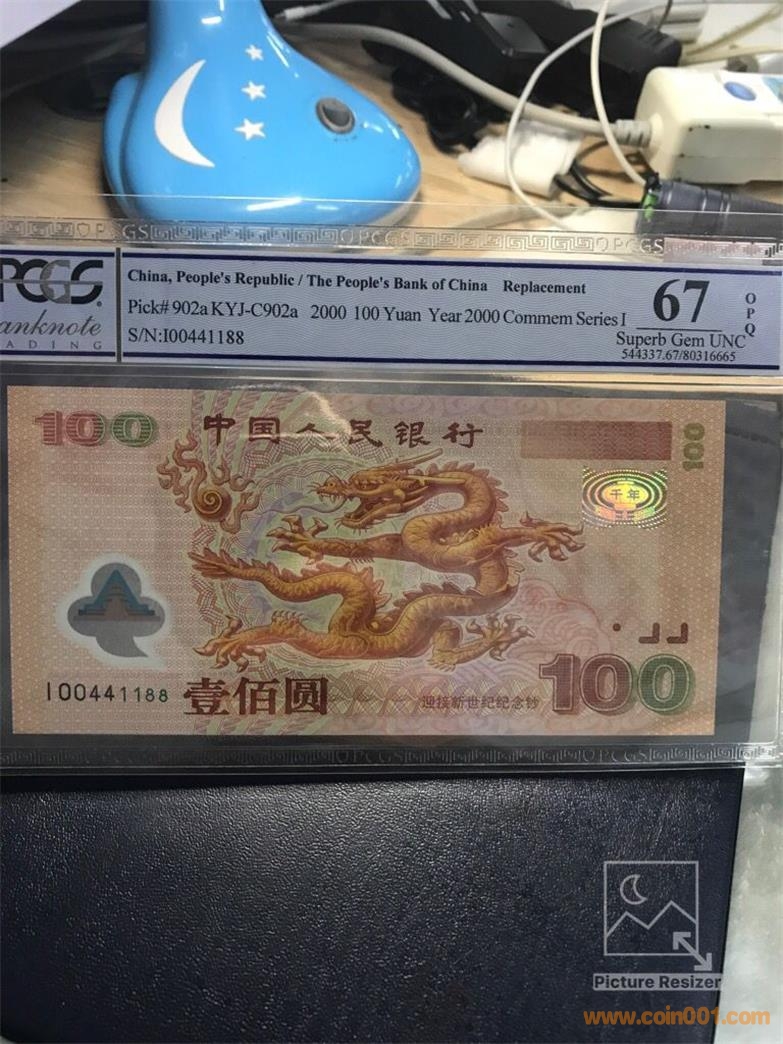 PCGS
China, People's Republic / The People's Bank of China Replacement
Pick# 902a KYJ-C902a 2000 100 Yuan Year 2000 Commem Series I
S/N:I00441188
67
OPQ
Superb Gem UNC
544337.67/80316665
anknote
ADING
100
中国人民银行
100
千年
I00441188
壹佰圆
迎接新世纪纪念钞
100
Picture Resizer
www.coin001.com